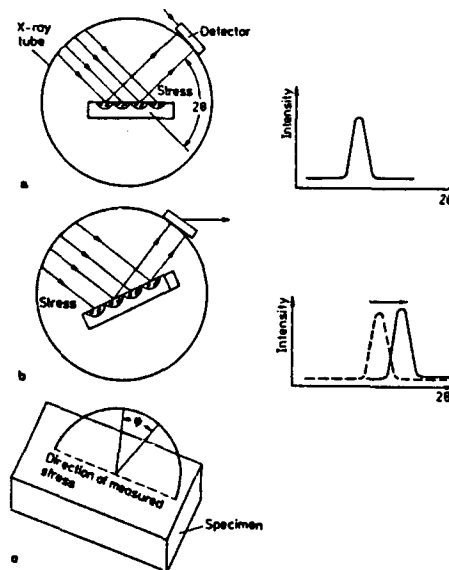 X-ray
tube
Detector
Stress
2θ
a
Intensity
2θ
Stress
b
Intensity
2θ
ψ
Direction of measured
stress
Specimen